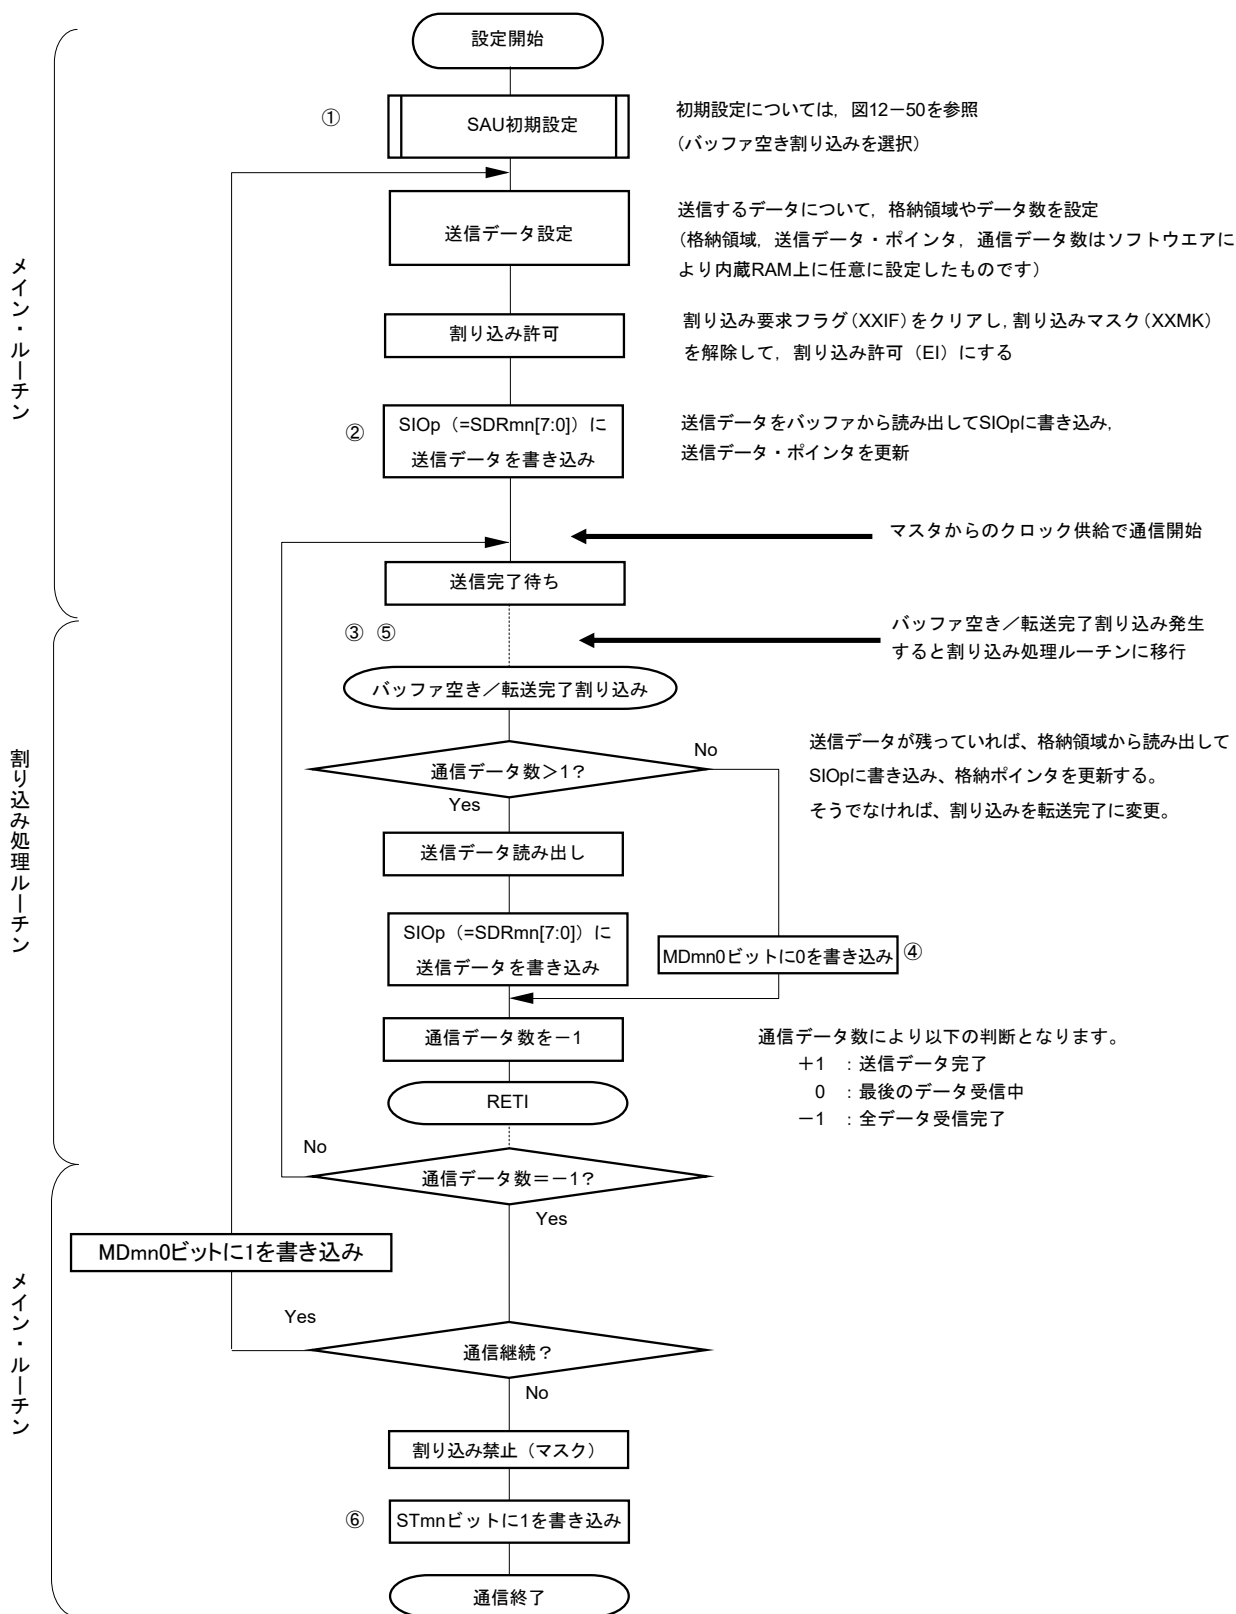 設定開始
①
SAU初期設定
初期設定については，図12－50を参照
（バッファ空き割り込みを選択）
送信データ設定
送信するデータについて，格納領域やデータ数を設定
（格納領域，送信データ・ポインタ，通信データ数はソフトウエアに
より内蔵RAM上に任意に設定したものです）
メイン・ルーチン
割り込み許可
割り込み要求フラグ（XXIF）をクリアし，割り込みマスク（XXMK）
を解除して，割り込み許可（EI）にする
②
SIOp（=SDRmn[7:0]）に
送信データを書き込み
送信データをバッファから読み出してSIOpに書き込み，
送信データ・ポインタを更新
マスタからのクロック供給で通信開始
送信完了待ち
③ ⑤
バッファ空き／転送完了割り込み発生
すると割り込み処理ルーチンに移行
バッファ空き／転送完了割り込み
割り込み処理ルーチン
通信データ数＞1？
No
Yes
送信データが残っていれば、格納領域から読み出して
SIOpに書き込み、格納ポインタを更新する。
そうでなければ、割り込みを転送完了に変更。
送信データ読み出し
SIOp（=SDRmn[7:0]）に
送信データを書き込み
MDmn0ビットに0を書き込み
④
通信データ数を－1
通信データ数により以下の判断となります。
＋1 ：送信データ完了
0 ：最後のデータ受信中
－1 ：全データ受信完了
RETI
No
通信データ数＝－1？
Yes
MDmn0ビットに1を書き込み
メイン・ルーチン
Yes
通信継続？
No
割り込み禁止（マスク）
⑥
STmnビットに1を書き込み
通信終了